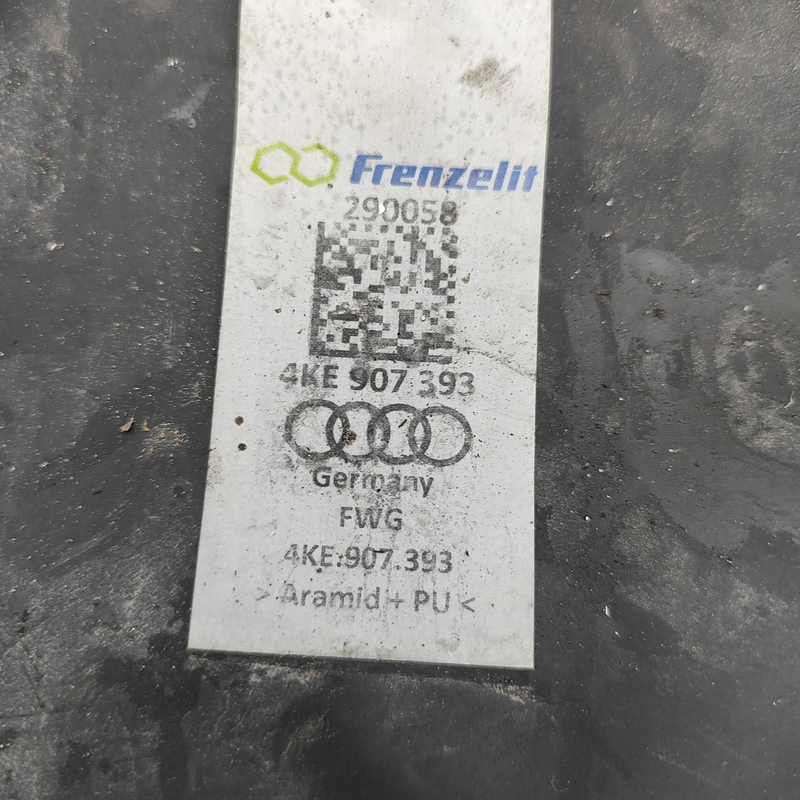 Frenzelit
290058
4KE 907 393
Germany
FWG
4KE.907.393
> Aramid + PU <